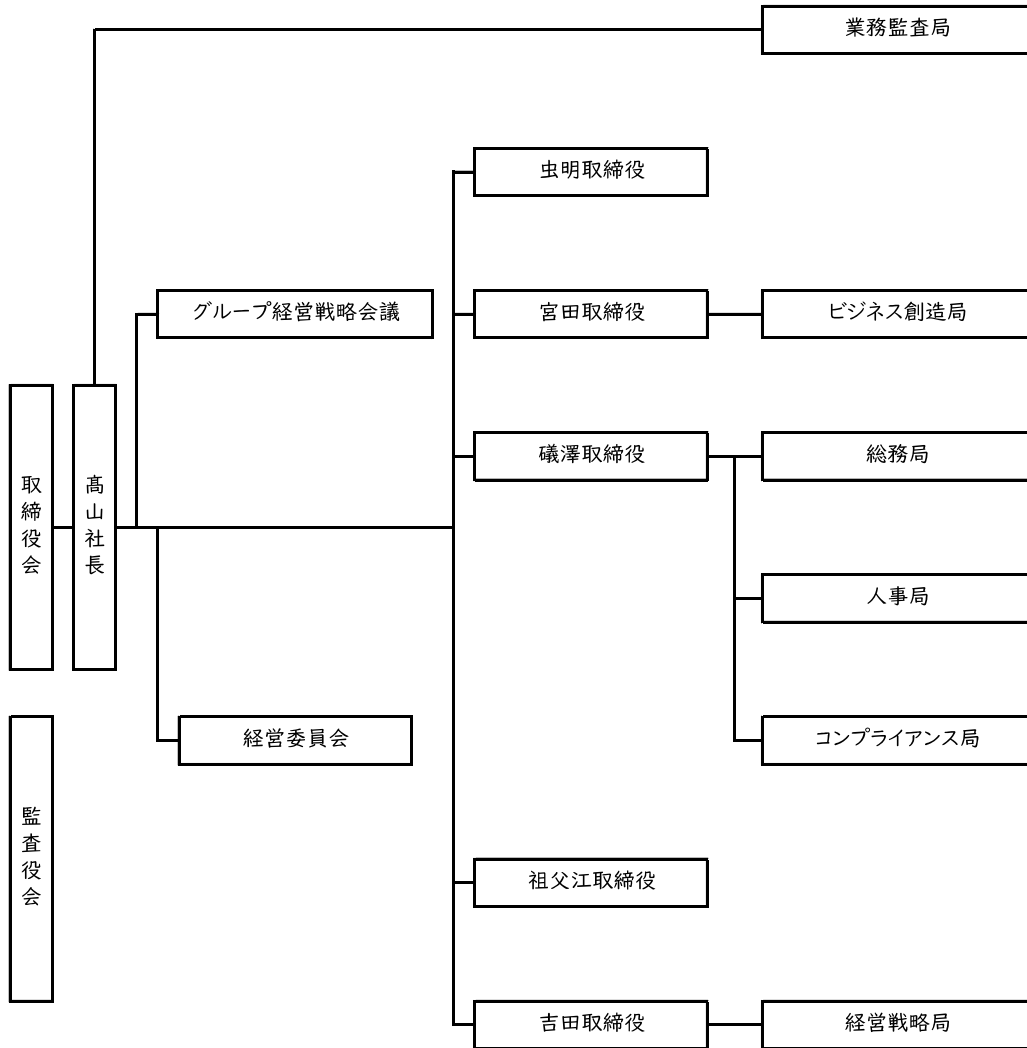 業務監査局
虫明取締役
グループ経営戦略会議
宮田取締役
ビジネス創造局
取締役会
髙山社長
礒澤取締役
総務局
人事局
経営委員会
コンプライアンス局
監査役会
祖父江取締役
吉田取締役
経営戦略局